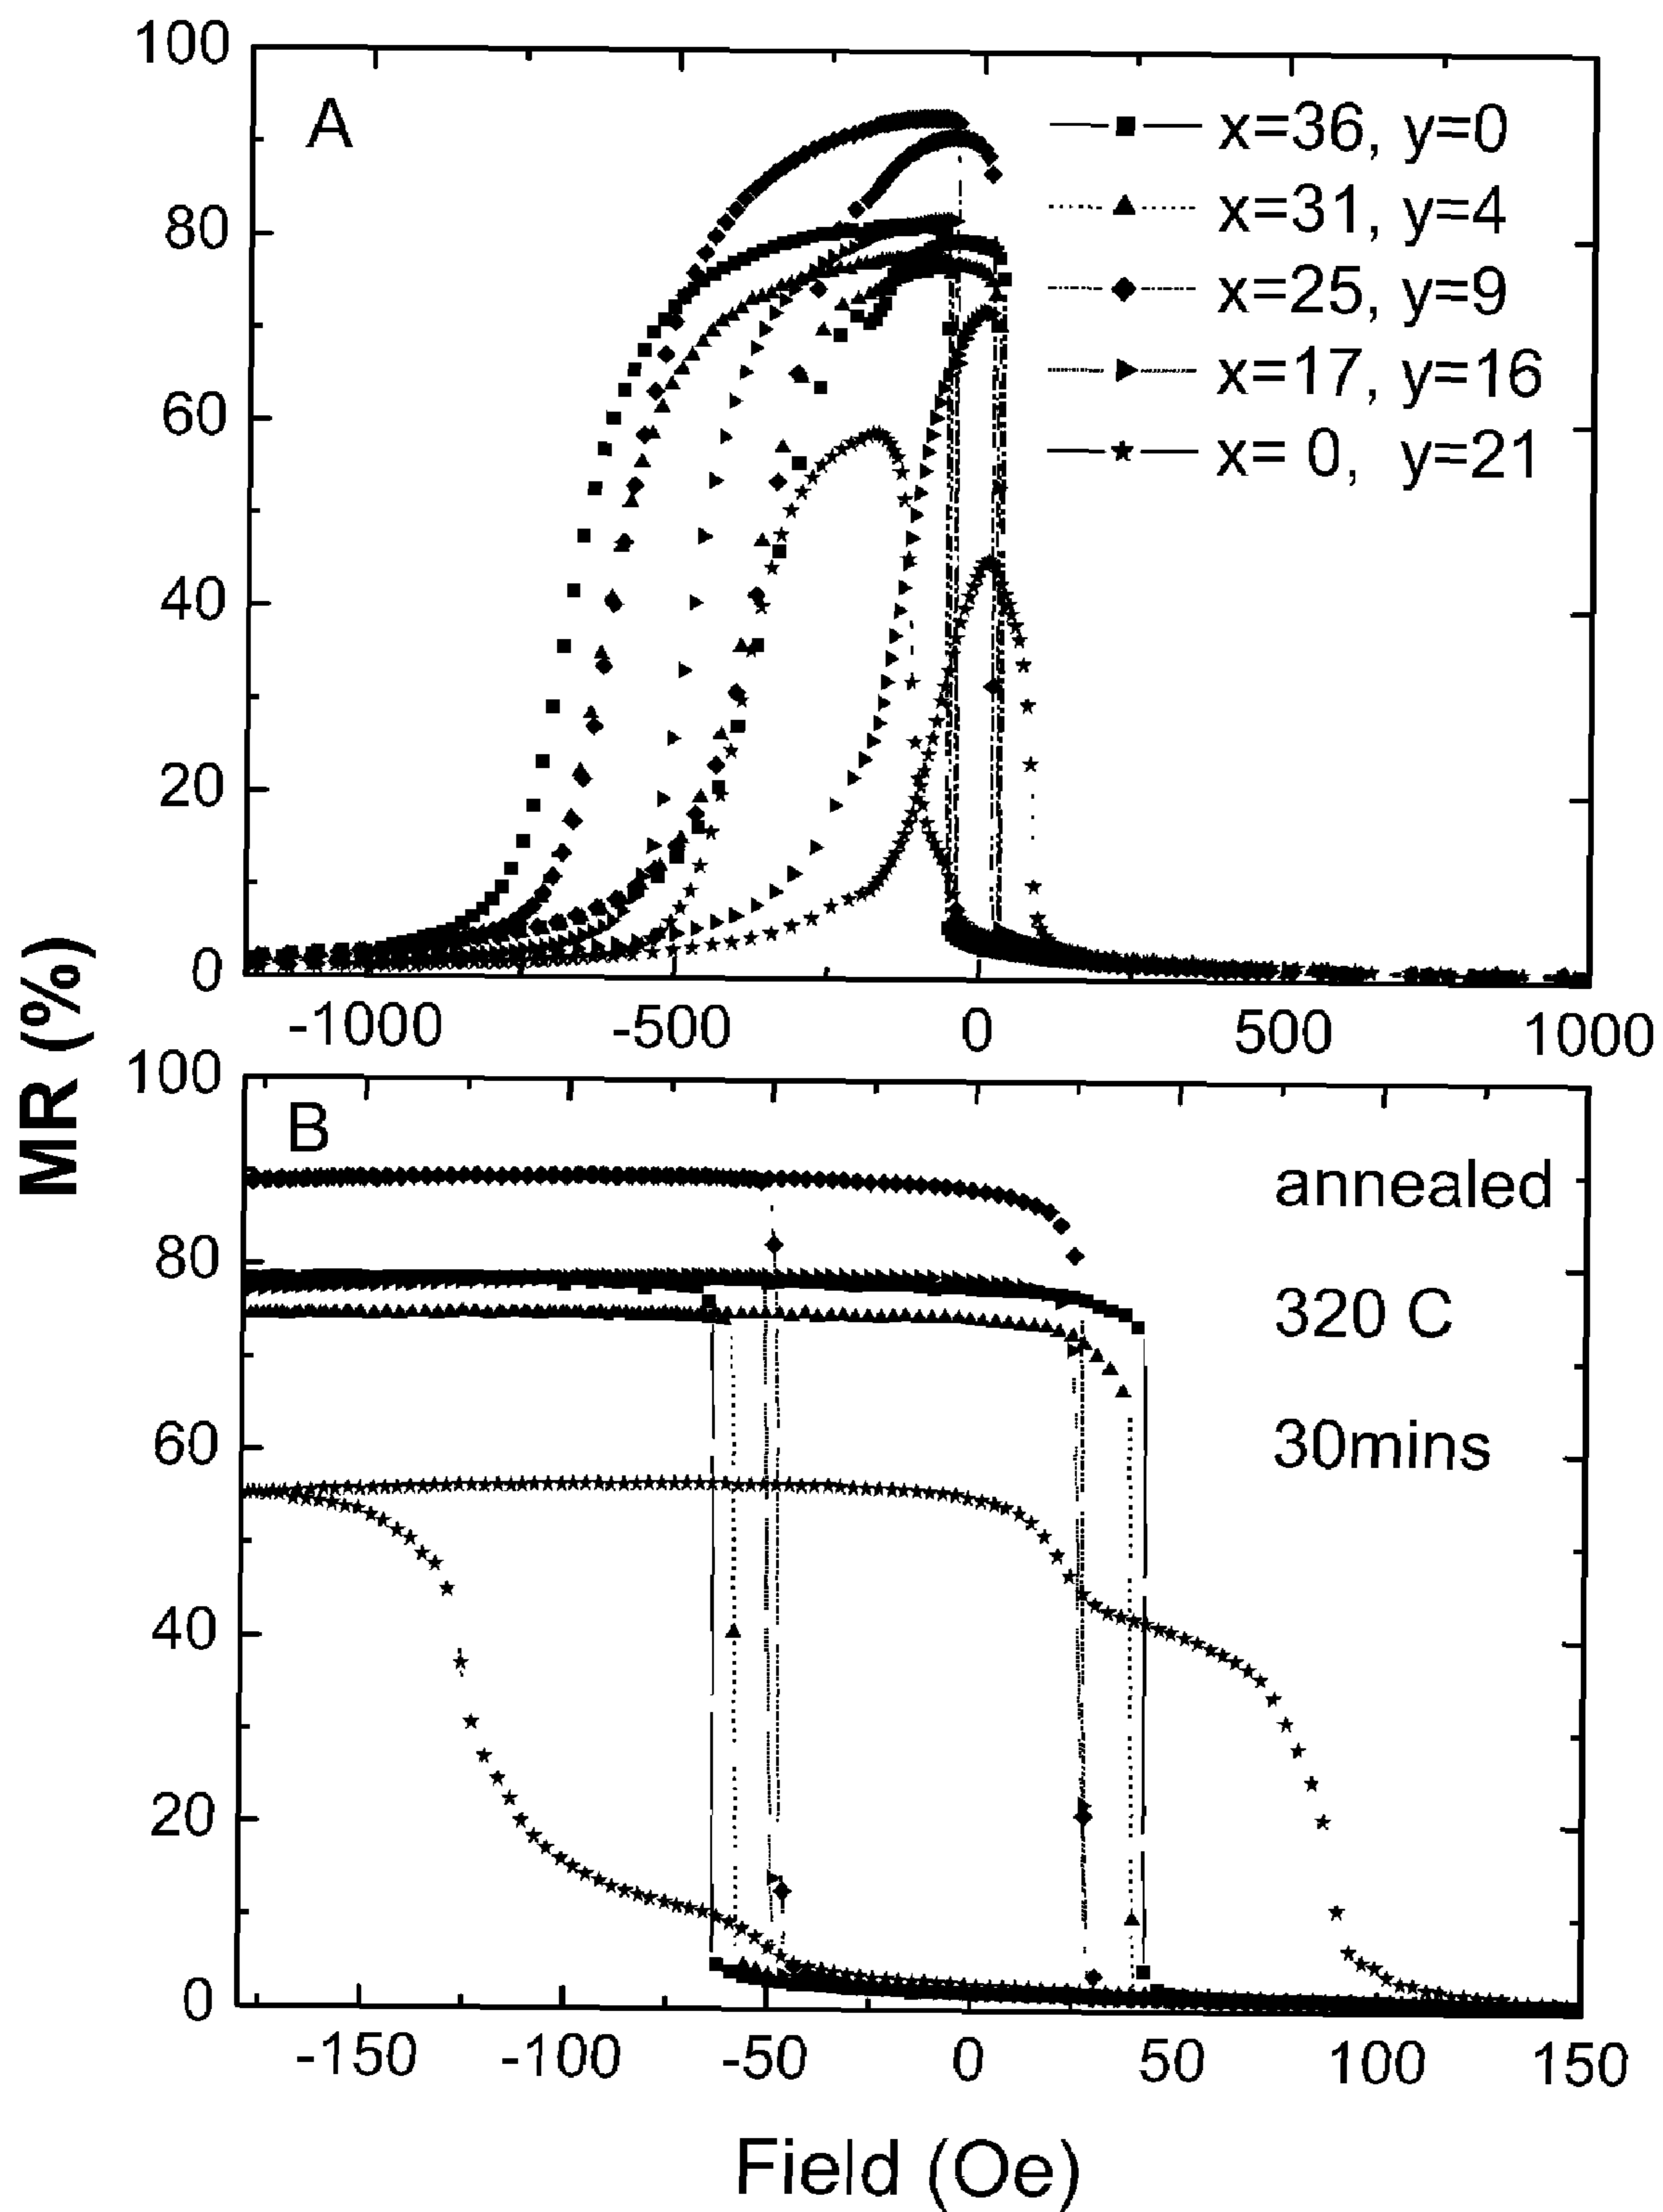 MR (%)
100
80
60
40
20
0
A
x=36, y=0
x=31, y=4
x=25, y=9
x=17, y=16
x= 0, y=21
-1000 -500 0 500 1000
100
80
60
40
20
0
B
annealed
320 C
30mins
-150 -100 -50 0 50 100 150
Field (Oe)